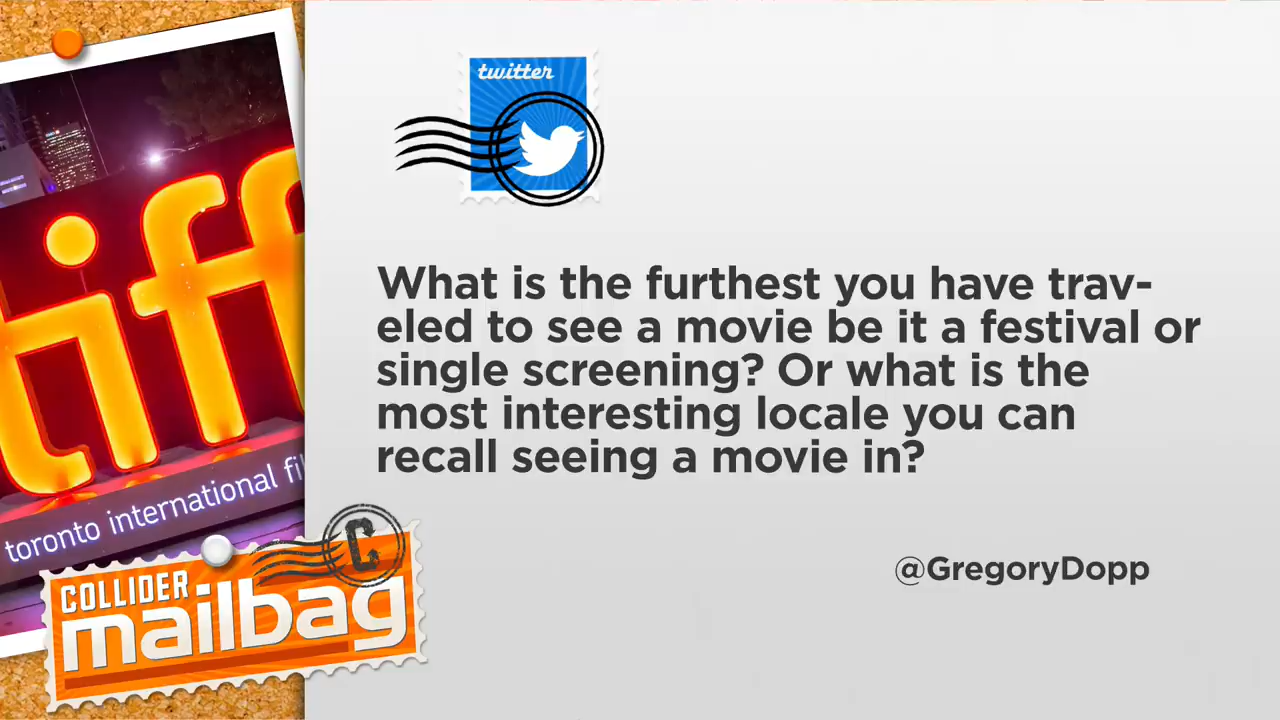 twitter
What is the furthest you have trav-
eled to see a movie be it a festival or
single screening? Or what is the
most interesting locale you can
recall seeing a movie in?
@GregoryDopp
tiff
toronto international fi
C
COLLIDER
mailbag